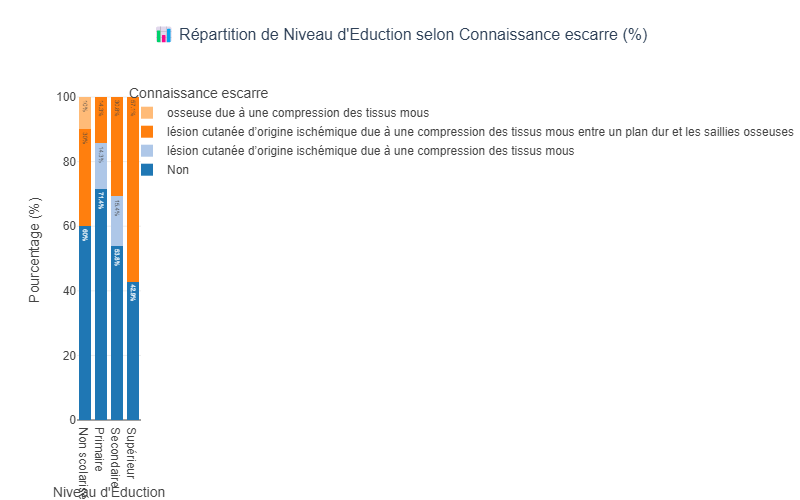 📊 Répartition de Niveau d'Eduction selon Connaissance escarre (%)
Connaissance escarre
osseuse due à une compression des tissus mous
lésion cutanée d’origine ischémique due à une compression des tissus mous entre un plan dur et les saillies osseuses
lésion cutanée d’origine ischémique due à une compression des tissus mous
Non
Pourcentage (%)
100
80
60
40
20
0
10%
30%
60%
14.3%
14.3%
71.4%
30.8%
15.4%
53.8%
57.1%
42.9%
Non scolarisé
Primaire
Secondaire
Supérieur
Niveau d'Eduction